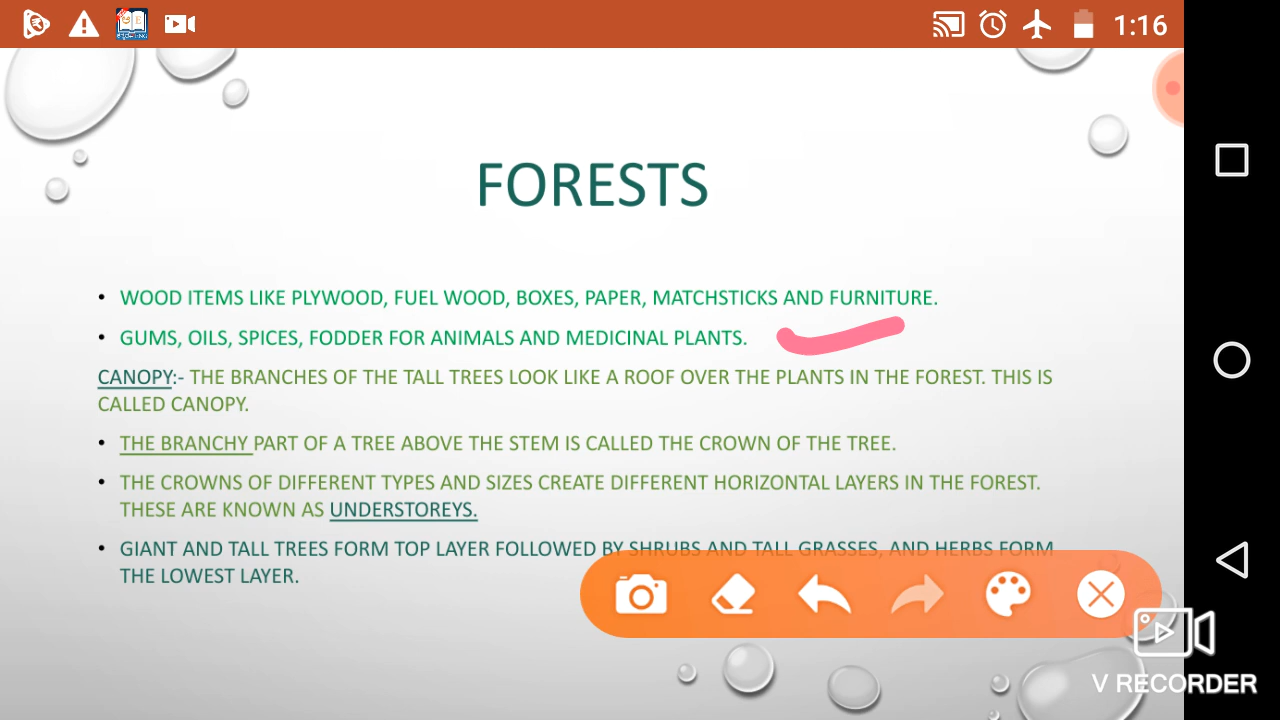 1:16
FORESTS
• WOOD ITEMS LIKE PLYWOOD, FUEL WOOD, BOXES, PAPER, MATCHSTICKS AND FURNITURE.
• GUMS, OILS, SPICES, FODDER FOR ANIMALS AND MEDICINAL PLANTS.
CANOPY:- THE BRANCHES OF THE TALL TREES LOOK LIKE A ROOF OVER THE PLANTS IN THE FOREST. THIS IS
CALLED CANOPY.
• THE BRANCHY PART OF A TREE ABOVE THE STEM IS CALLED THE CROWN OF THE TREE.
• THE CROWNS OF DIFFERENT TYPES AND SIZES CREATE DIFFERENT HORIZONTAL LAYERS IN THE FOREST.
THESE ARE KNOWN AS UNDERSTOREYS.
• GIANT AND TALL TREES FORM TOP LAYER FOLLOWED BY SHRUBS AND TALL GRASSES, AND HERBS FORM
THE LOWEST LAYER.
V RECORDER